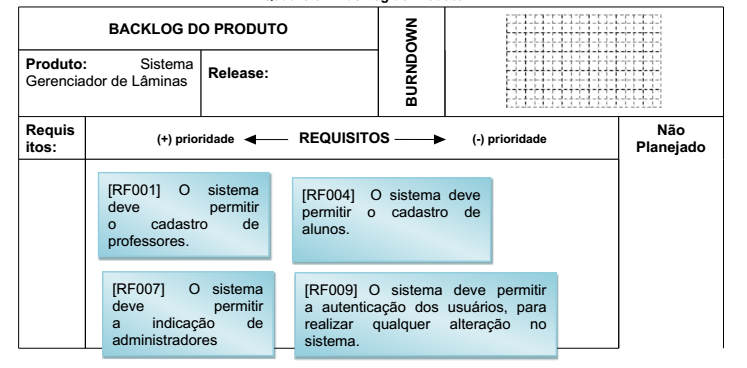 BACKLOG DO PRODUTO
BURNDOWN
Produto: Sistema
Gerenciador de Lâminas
Release:
Requis
itos:
(+) prioridade
REQUISITOS
(-) prioridade
Não
Planejado
[RF001] O sistema
deve permitir
o cadastro de
professores.
[RF004] O sistema deve
permitir o cadastro de
alunos.
[RF007] O sistema
deve permitir
a indicação de
administradores
[RF009] O sistema deve permitir
a autenticação dos usuários, para
realizar qualquer alteração no
sistema.